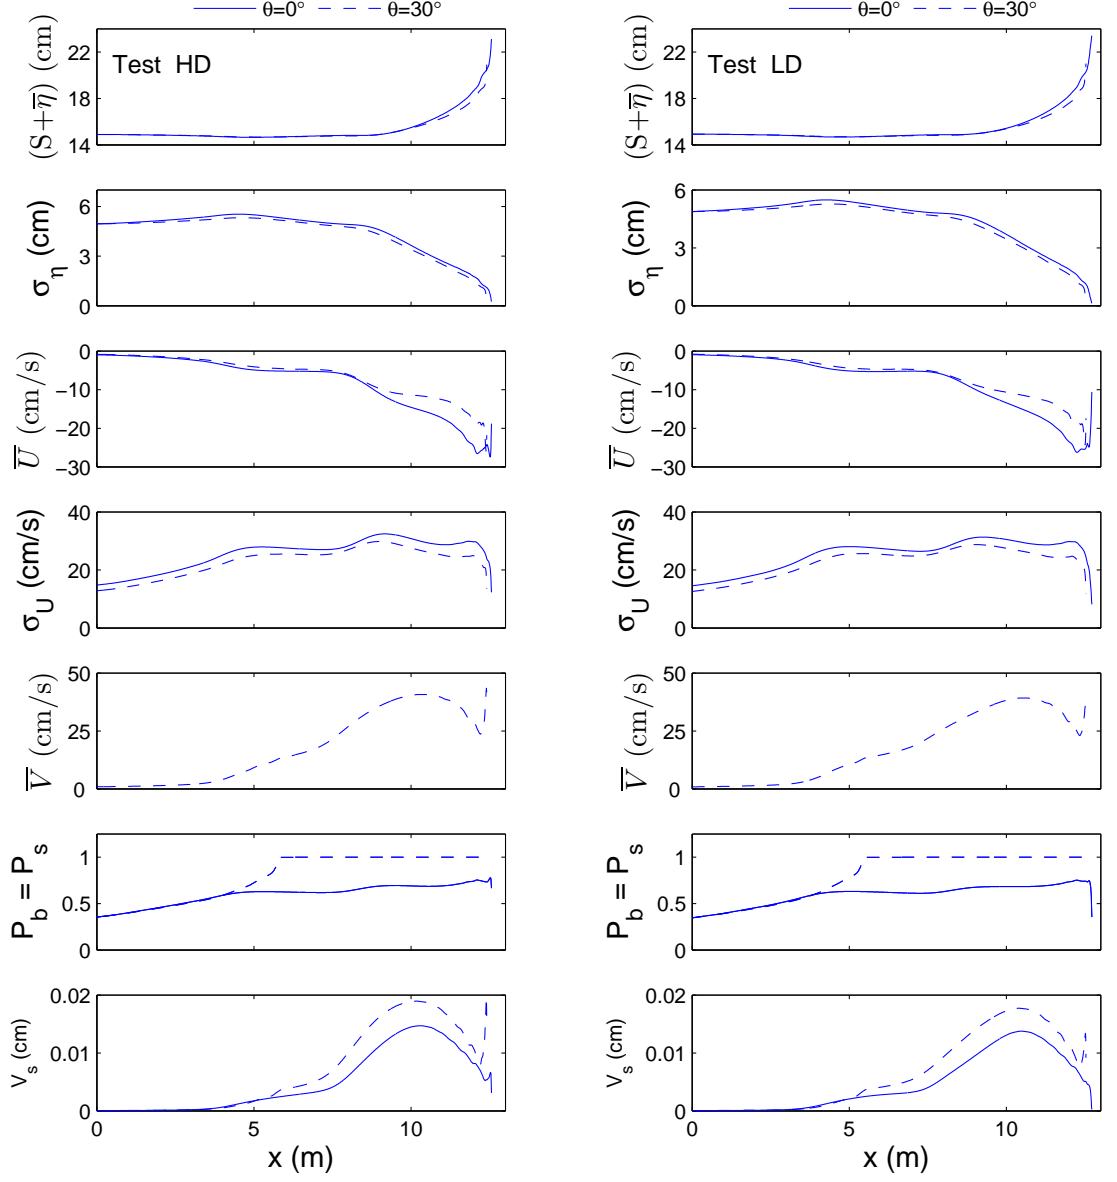 θ=0° θ=30°
Test HD
22
18
14
(S+η̅) (cm)
6
3
0
σ_η (cm)
0
−10
−20
−30
U̅ (cm/s)
40
20
0
σ_U (cm/s)
50
25
0
V̅ (cm/s)
1
0.5
0
P_b = P_s
0.02
0.01
0
V_s (cm)
0 5 10
x (m)
θ=0° θ=30°
Test LD
22
18
14
(S+η̅) (cm)
6
3
0
σ_η (cm)
0
−10
−20
−30
U̅ (cm/s)
40
20
0
σ_U (cm/s)
50
25
0
V̅ (cm/s)
1
0.5
0
P_b = P_s
0.02
0.01
0
V_s (cm)
0 5 10
x (m)